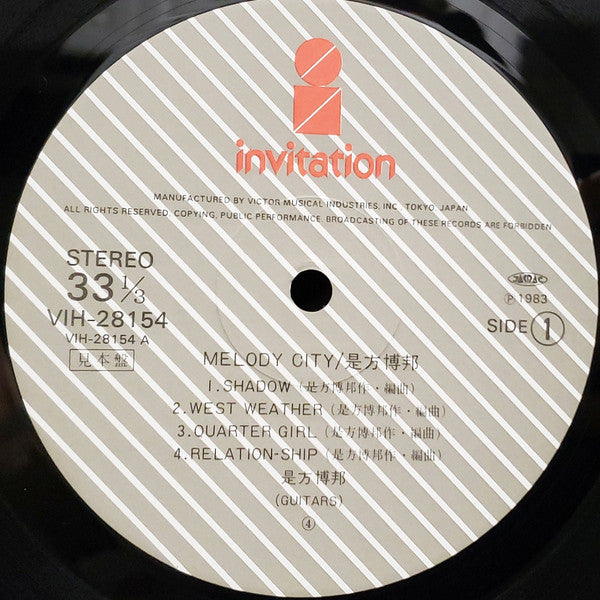 invitation
MANUFACTURED BY VICTOR MUSICAL INDUSTRIES, INC. TOKYO, JAPAN
ALL RIGHTS RESERVED, COPYING, PUBLIC PERFORMANCE, BROADCASTING OF THESE RECORDS ARE FORBIDDEN
STEREO
33 1/3
VIH-28154
VIH-28154 A
見本盤
JASRAC
Ⓟ 1983
SIDE ①
MELODY CITY/是方博邦
1. SHADOW (是方博邦作・編曲)
2. WEST WEATHER (是方博邦作・編曲)
3. QUARTER GIRL (是方博邦作・編曲)
4. RELATION-SHIP (是方博邦作・編曲)
是方博邦
(GUITARS)
④